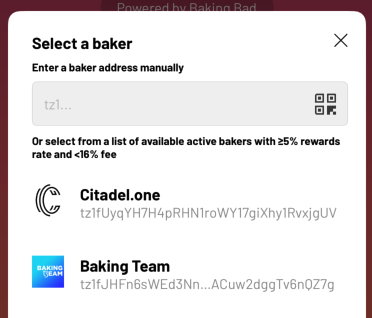 Powered by Baking Bad
Select a baker
Enter a baker address manually
tz1...
Or select from a list of available active bakers with ≥5% rewards
rate and <16% fee
Citadel.one
tz1fUyqYH7H4pRHN1roWY17giXhy1RvxjgUV
BAKING
TEAM
Baking Team
tz1fJHFn6sWEd3Nn...ACuw2dggTv6nQZ7g